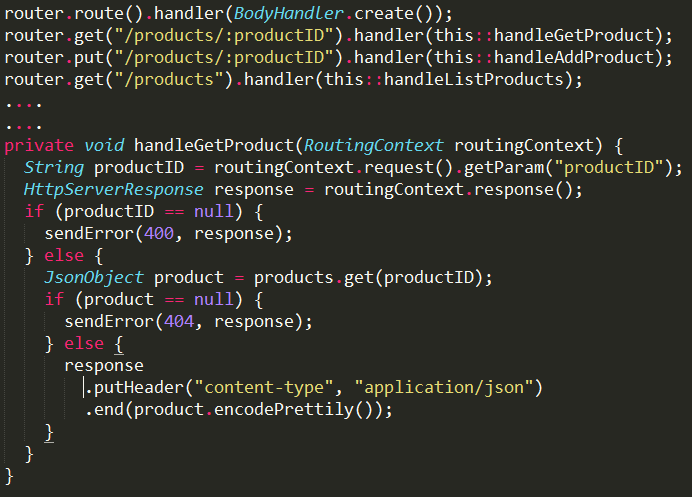 router.route().handler(BodyHandler.create());
router.get("/products/:productID").handler(this::handleGetProduct);
router.put("/products/:productID").handler(this::handleAddProduct);
router.get("/products").handler(this::handleListProducts);
....
....
private void handleGetProduct(RoutingContext routingContext) {
  String productID = routingContext.request().getParam("productID");
  HttpServerResponse response = routingContext.response();
  if (productID == null) {
    sendError(400, response);
  } else {
    JsonObject product = products.get(productID);
    if (product == null) {
      sendError(404, response);
    } else {
      response
        .putHeader("content-type", "application/json")
        .end(product.encodePrettily());
    }
  }
}